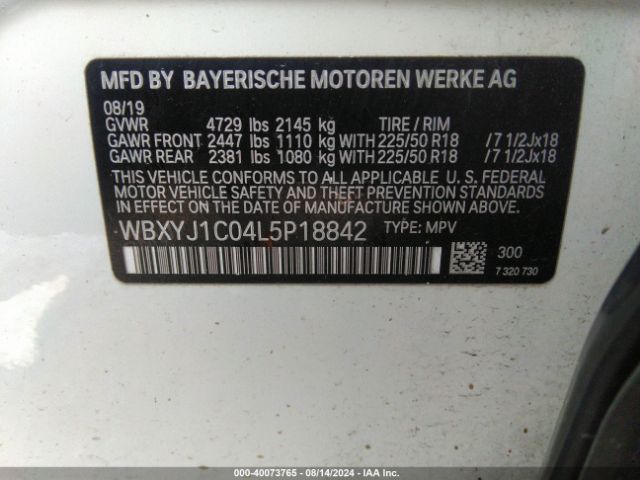 MFD BY BAYERISCHE MOTOREN WERKE AG
08/19
GVWR 4729 lbs 2145 kg TIRE / RIM
GAWR FRONT 2447 lbs 1110 kg WITH 225/50 R18 /7 1/2Jx18
GAWR REAR 2381 lbs 1080 kg WITH 225/50 R18 /7 1/2Jx18
THIS VEHICLE CONFORMS TO ALL APPLICABLE U. S. FEDERAL
MOTOR VEHICLE SAFETY AND THEFT PREVENTION STANDARDS
IN EFFECT ON THE DATE OF MANUFACTURE SHOWN ABOVE.
WBXYJ1C04L5P18842 TYPE: MPV
300
7 320 730
000-40073765 - 08/14/2024 - IAA Inc.